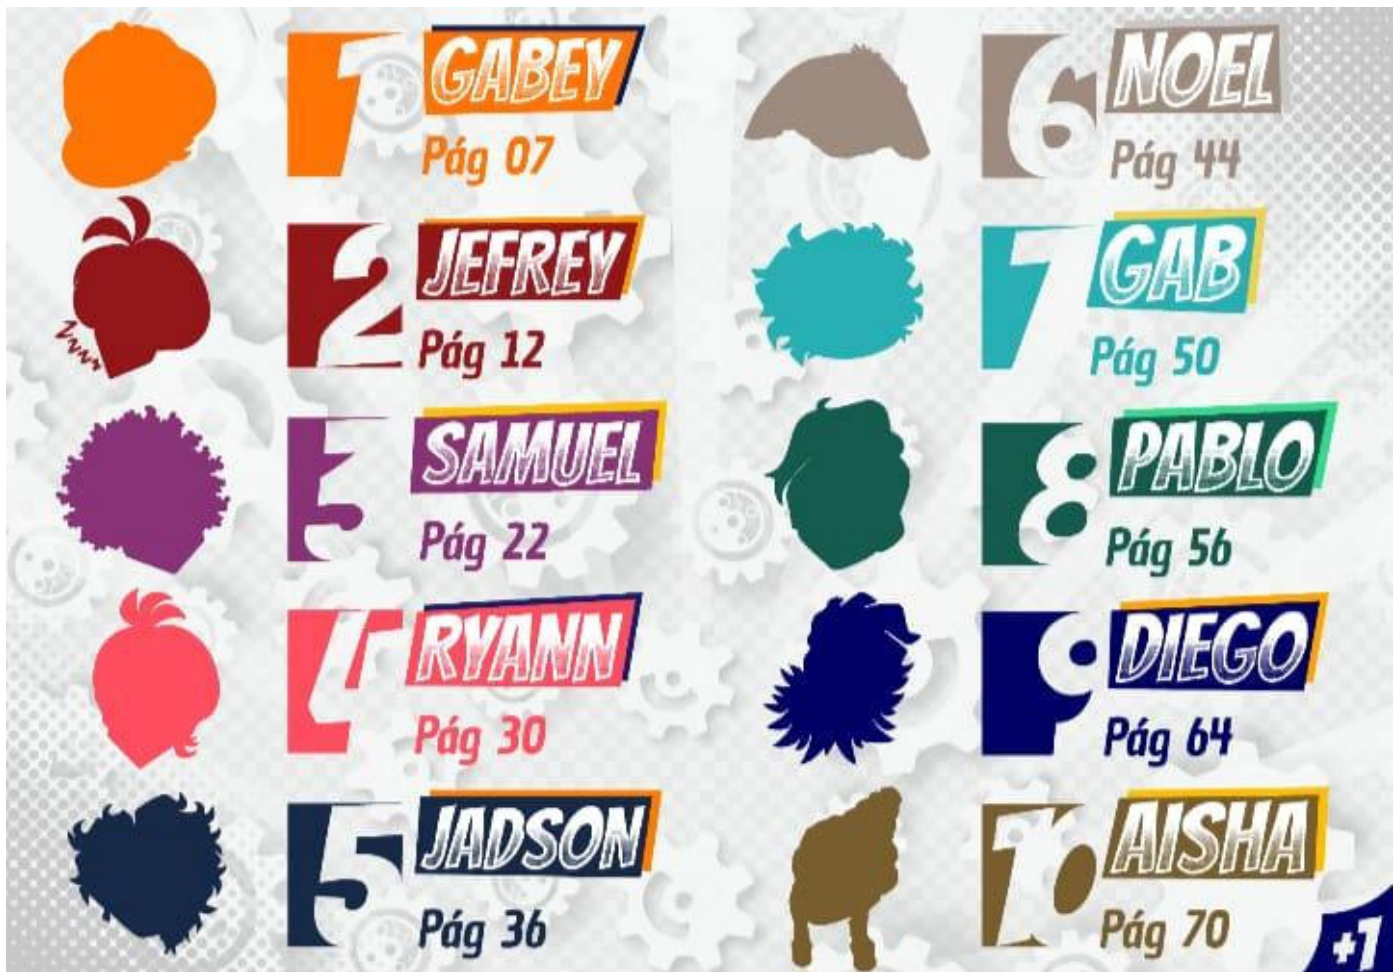 1 GABEY
Pág 07
2 JEFREY
Pág 12
3 SAMUEL
Pág 22
4 RYANN
Pág 30
5 JADSON
Pág 36
6 NOEL
Pág 44
7 GAB
Pág 50
8 PABLO
Pág 56
9 DIEGO
Pág 64
10 AISHA
Pág 70
+1